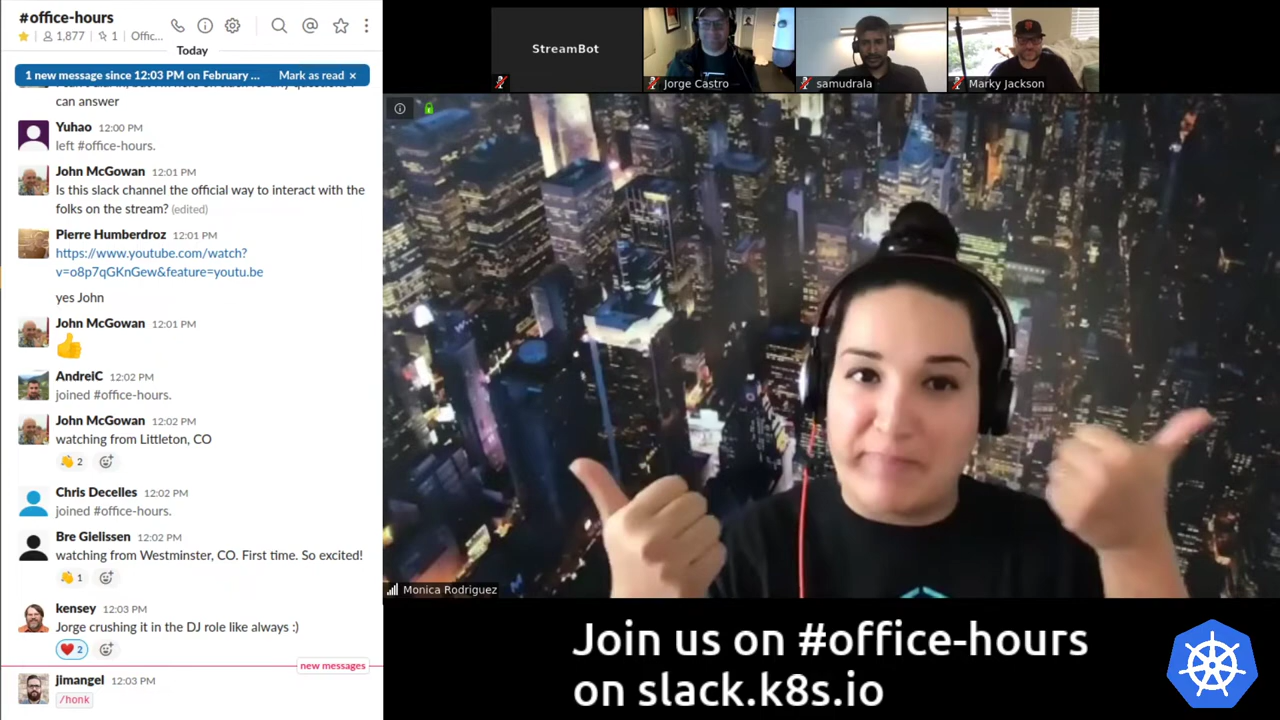 #office-hours
1,877
1
Offic...
Today
1 new message since 12:03 PM on February ... Mark as read ×
can answer
Yuhao 12:00 PM
left #office-hours.
John McGowan 12:01 PM
Is this slack channel the official way to interact with the
folks on the stream? (edited)
Pierre Humberdroz 12:01 PM
https://www.youtube.com/watch?
v=o8p7qGKnGew&feature=youtu.be
yes John
John McGowan 12:01 PM
AndreiC 12:02 PM
joined #office-hours.
John McGowan 12:02 PM
watching from Littleton, CO
2
Chris Decelles 12:02 PM
joined #office-hours.
Bre Gielissen 12:02 PM
watching from Westminster, CO. First time. So excited!
1
kensey 12:03 PM
Jorge crushing it in the DJ role like always :)
2
new messages
jimangel 12:03 PM
/honk
StreamBot
Jorge Castro
samudrala
Marky Jackson
Monica Rodriguez
Join us on #office-hours
on slack.k8s.io